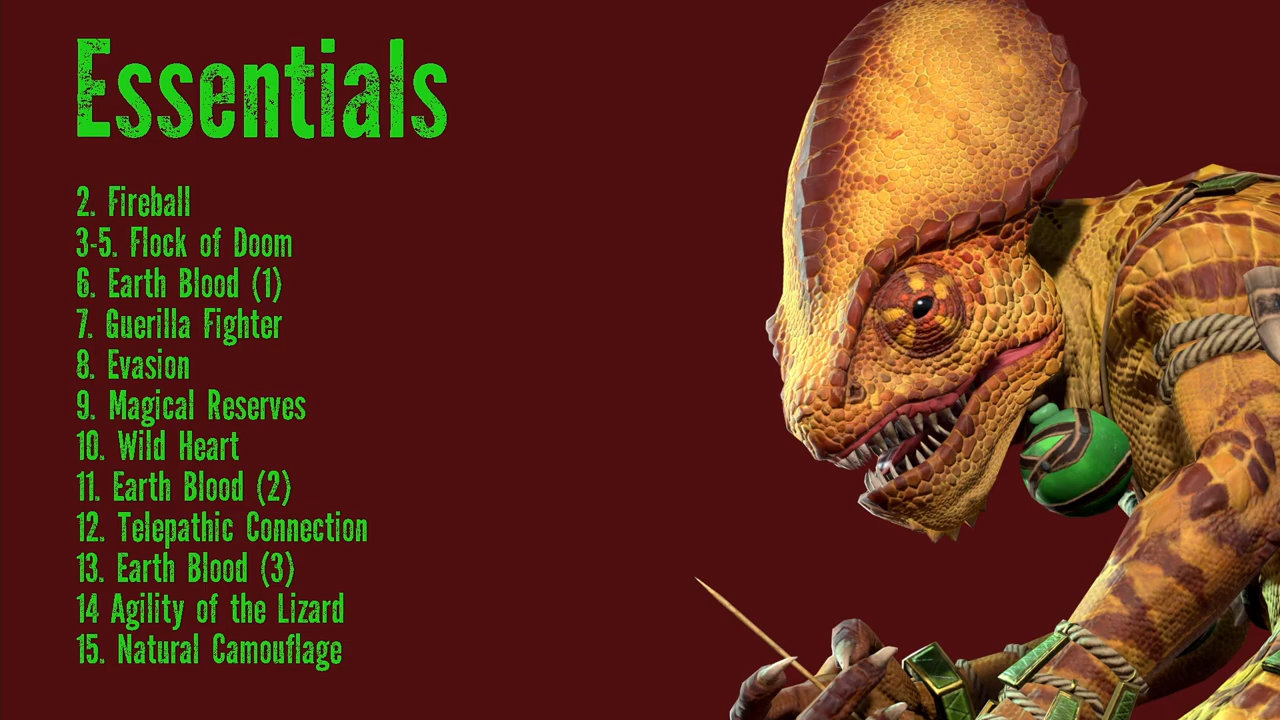 Essentials
2. Fireball
3-5. Flock of Doom
6. Earth Blood (1)
7. Guerilla Fighter
8. Evasion
9. Magical Reserves
10. Wild Heart
11. Earth Blood (2)
12. Telepathic Connection
13. Earth Blood (3)
14 Agility of the Lizard
15. Natural Camouflage